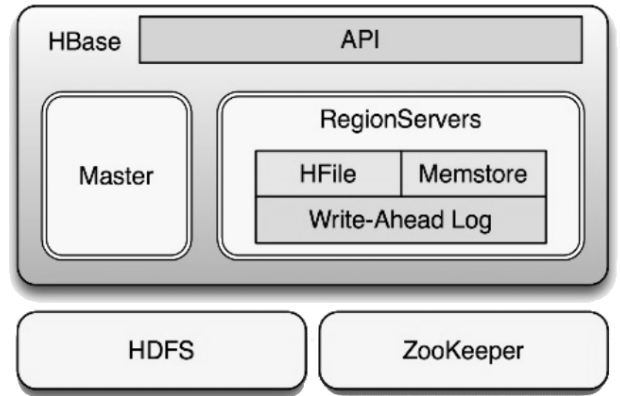 HBase
API
Master
RegionServers
HFile
Memstore
Write-Ahead Log
HDFS
ZooKeeper